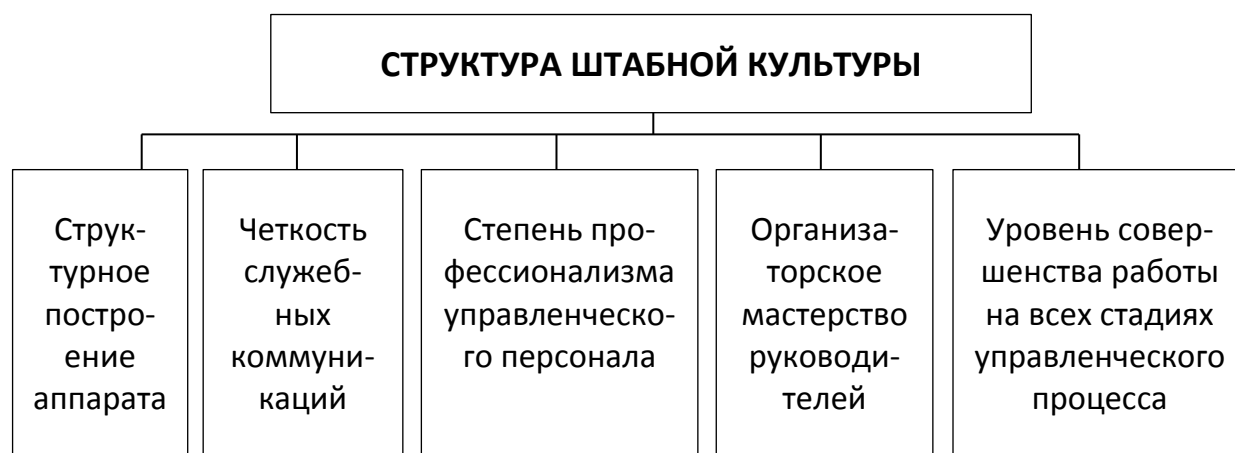 СТРУКТУРА ШТАБНОЙ КУЛЬТУРЫ
Струк-
турное
постро-
ение
аппарата
Четкость
служеб-
ных
коммуни-
каций
Степень про-
фессионализма
управленческо-
го персонала
Организа-
торское
мастерство
руководи-
телей
Уровень совер-
шенства работы
на всех стадиях
управленческого
процесса